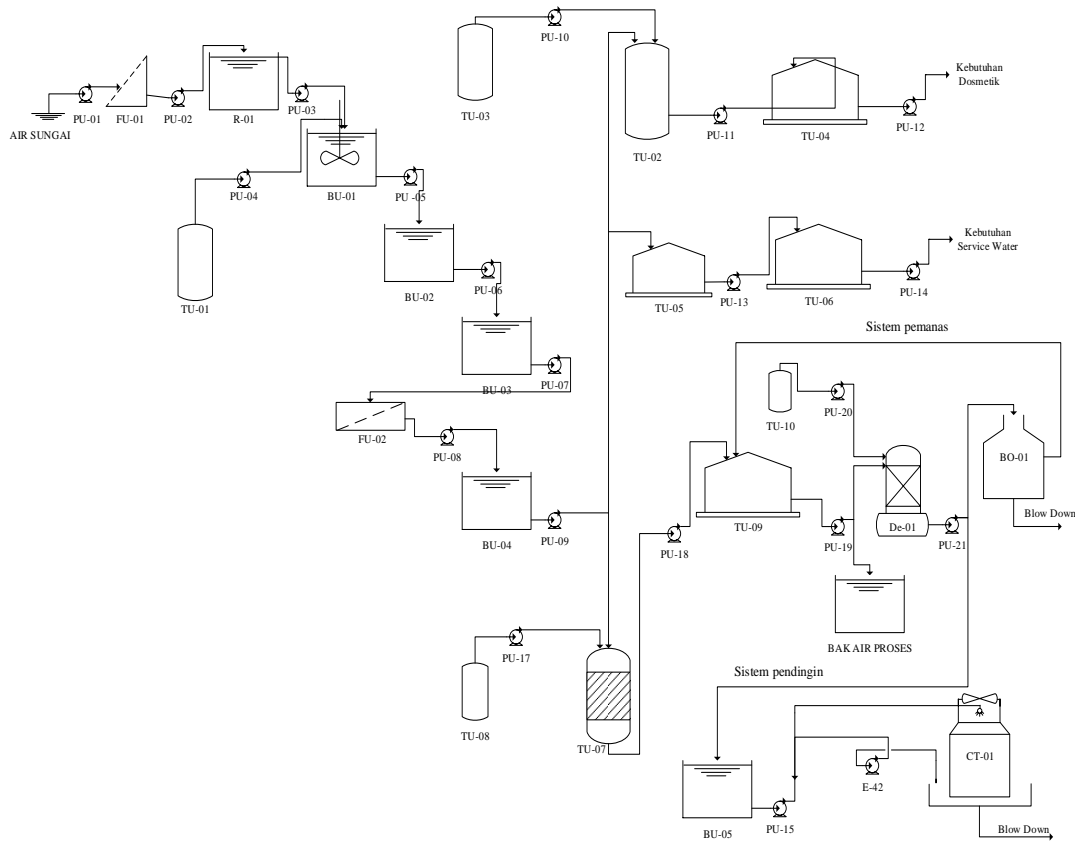 PU-10
TU-03
PU-01
FU-01
PU-02
R-01
PU-03
AIR SUNGAI
Kebutuhan
Dosmetik
PU-11
TU-04
PU-12
TU-02
PU-04
BU-01
PU -05
TU-01
BU-02
PU-06
Kebutuhan
Service Water
TU-05
PU-13
TU-06
PU-14
Sistem pemanas
BU-03
PU-07
FU-02
PU-08
TU-10
PU-20
BO-01
Blow Down
BU-04
PU-09
PU-18
TU-09
PU-19
De-01
PU-21
BAK AIR PROSES
PU-17
TU-08
TU-07
Sistem pendingin
CT-01
E-42
BU-05
PU-15
Blow Down